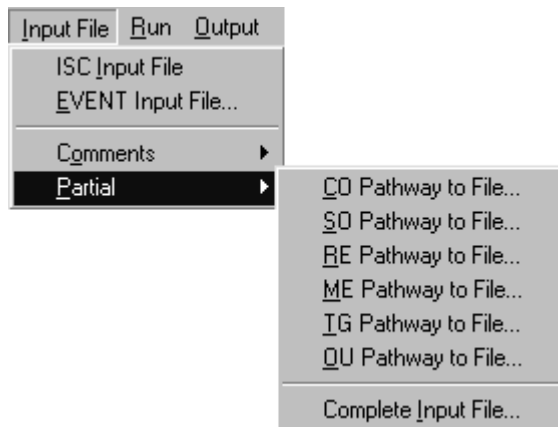 Input File Run Output
ISC Input File
EVENT Input File...
Comments
Partial
CO Pathway to File...
SO Pathway to File...
RE Pathway to File...
ME Pathway to File...
TG Pathway to File...
OU Pathway to File...
Complete Input File...